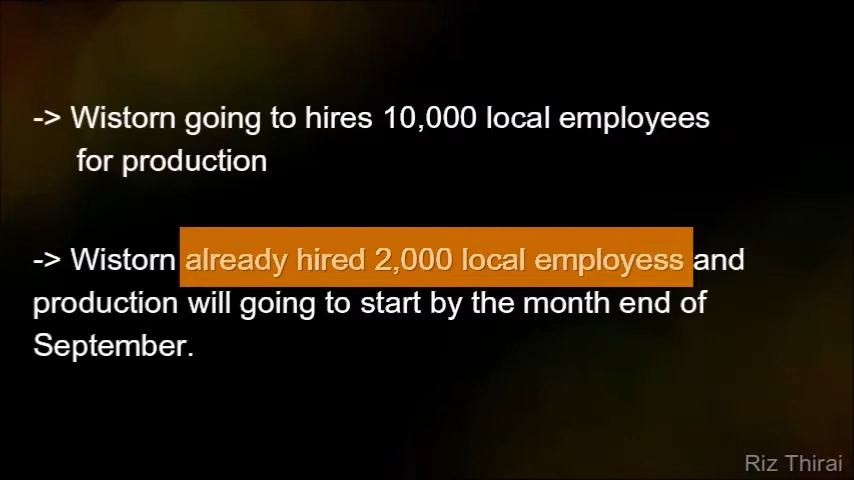 -> Wistorn going to hires 10,000 local employees
for production
-> Wistorn already hired 2,000 local employess and
production will going to start by the month end of
September.
Riz Thirai